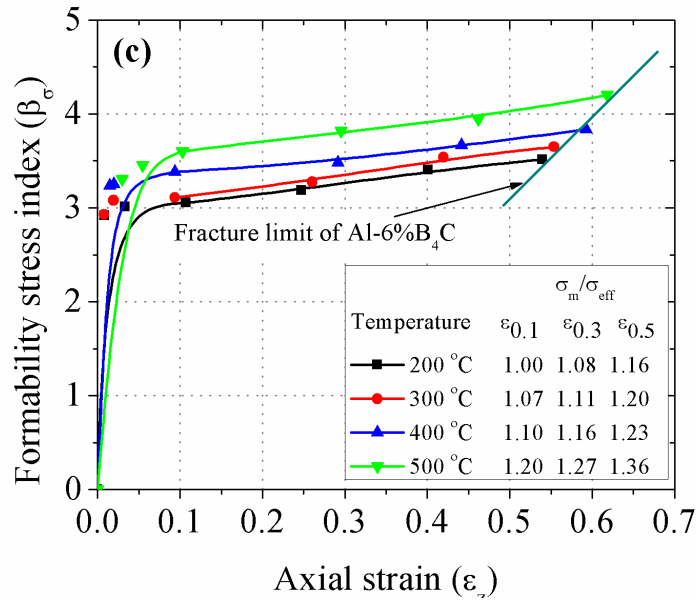 (c)
Formability stress index (βσ)
5
4
3
2
1
0
Fracture limit of Al-6%B4C
σm/σeff
Temperature ε0.1 ε0.3 ε0.5
200 °C 1.00 1.08 1.16
300 °C 1.07 1.11 1.20
400 °C 1.10 1.16 1.23
500 °C 1.20 1.27 1.36
0.0 0.1 0.2 0.3 0.4 0.5 0.6 0.7
Axial strain (εz)